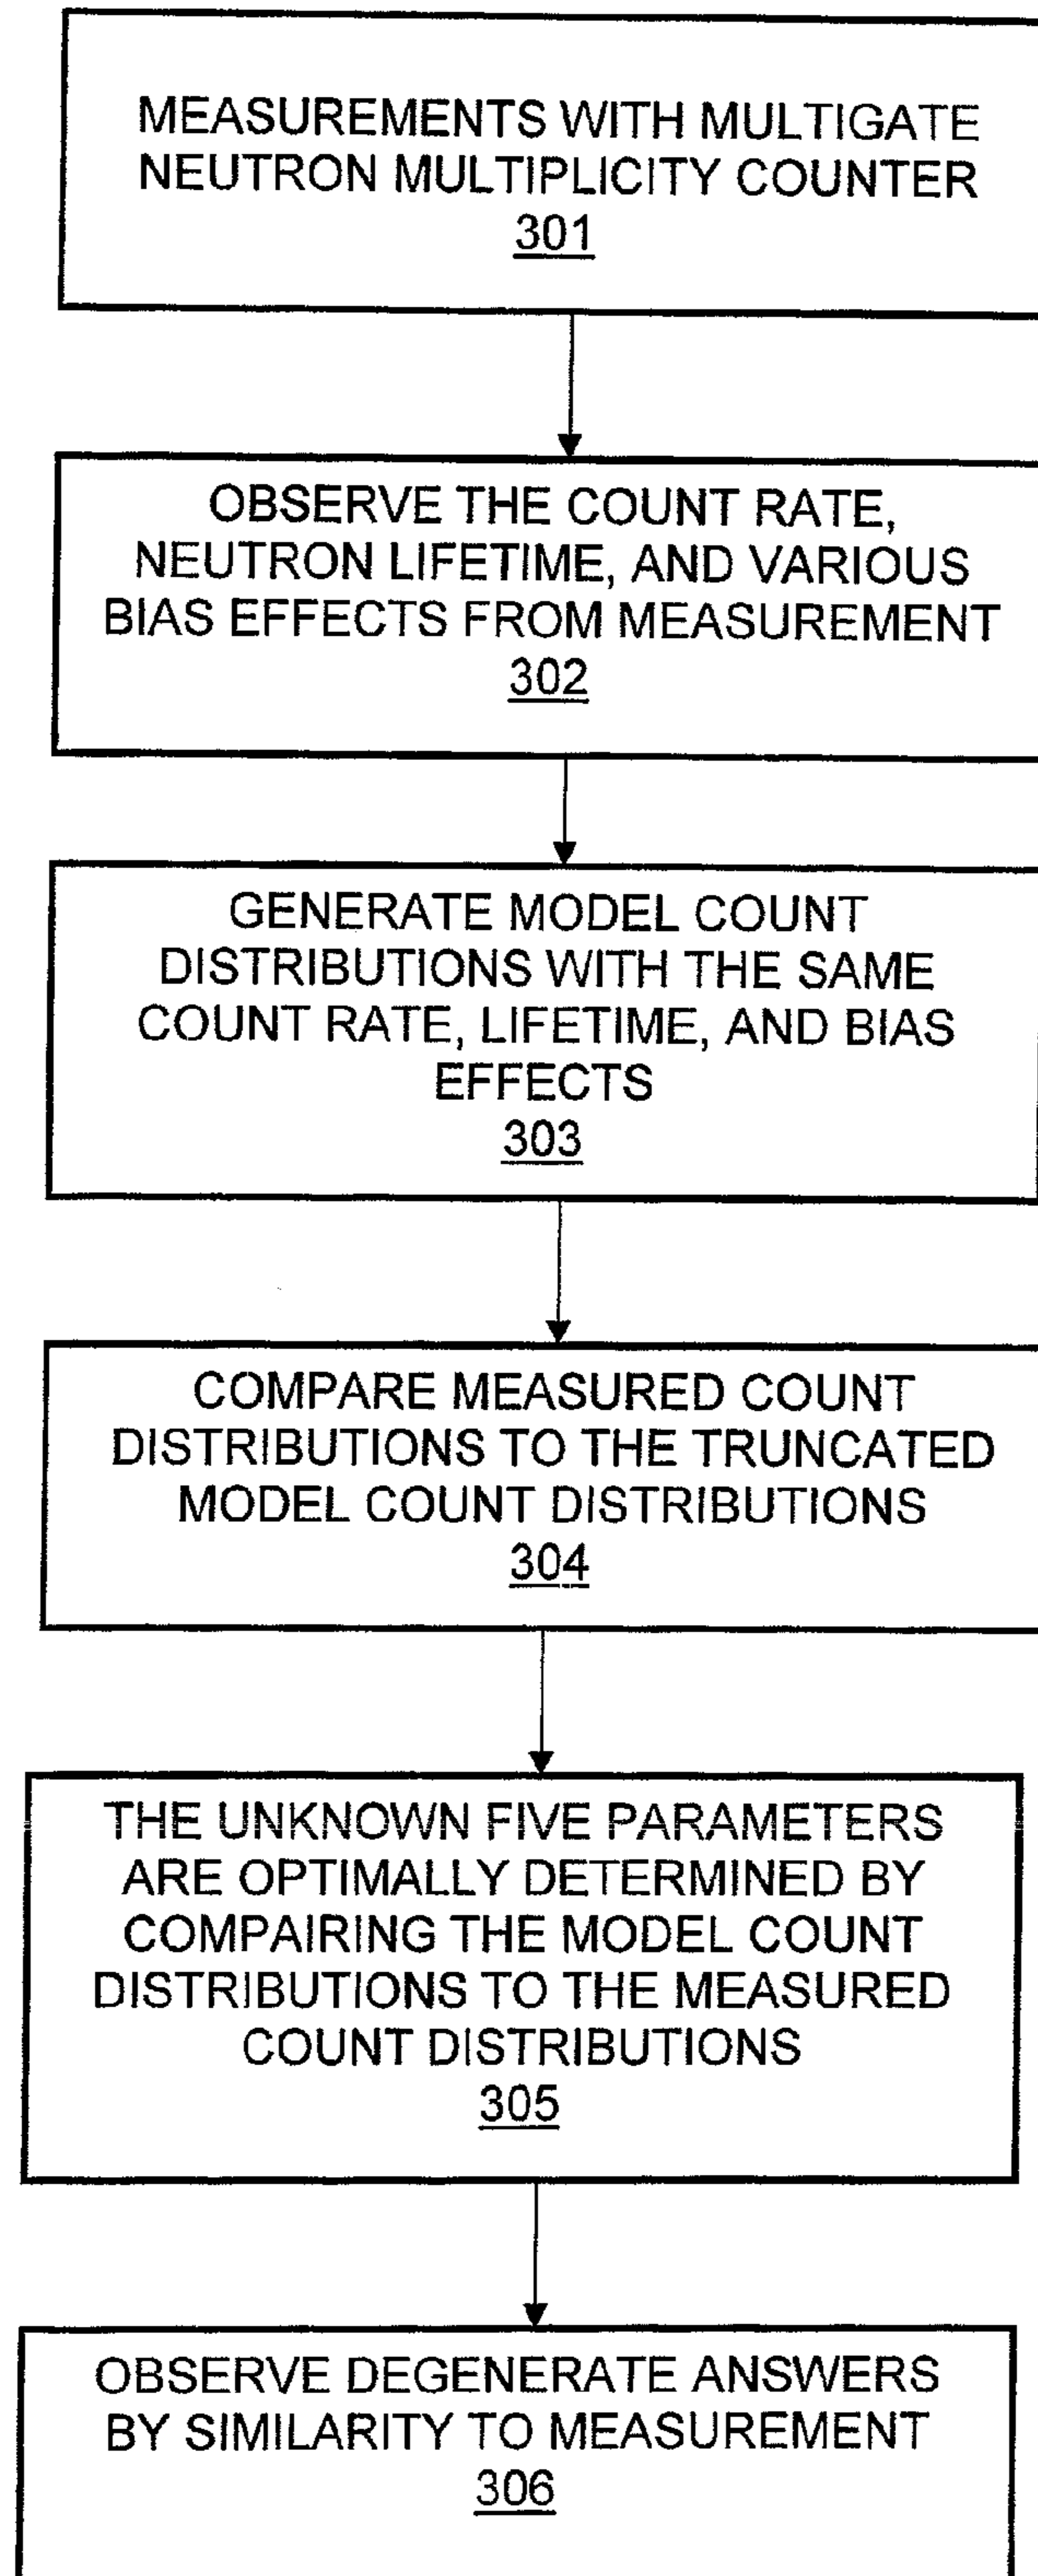 MEASUREMENTS WITH MULTIGATE
NEUTRON MULTIPLICITY COUNTER
301
OBSERVE THE COUNT RATE,
NEUTRON LIFETIME, AND VARIOUS
BIAS EFFECTS FROM MEASUREMENT
302
GENERATE MODEL COUNT
DISTRIBUTIONS WITH THE SAME
COUNT RATE, LIFETIME, AND BIAS
EFFECTS
303
COMPARE MEASURED COUNT
DISTRIBUTIONS TO THE TRUNCATED
MODEL COUNT DISTRIBUTIONS
304
THE UNKNOWN FIVE PARAMETERS
ARE OPTIMALLY DETERMINED BY
COMPAIRING THE MODEL COUNT
DISTRIBUTIONS TO THE MEASURED
COUNT DISTRIBUTIONS
305
OBSERVE DEGENERATE ANSWERS
BY SIMILARITY TO MEASUREMENT
306